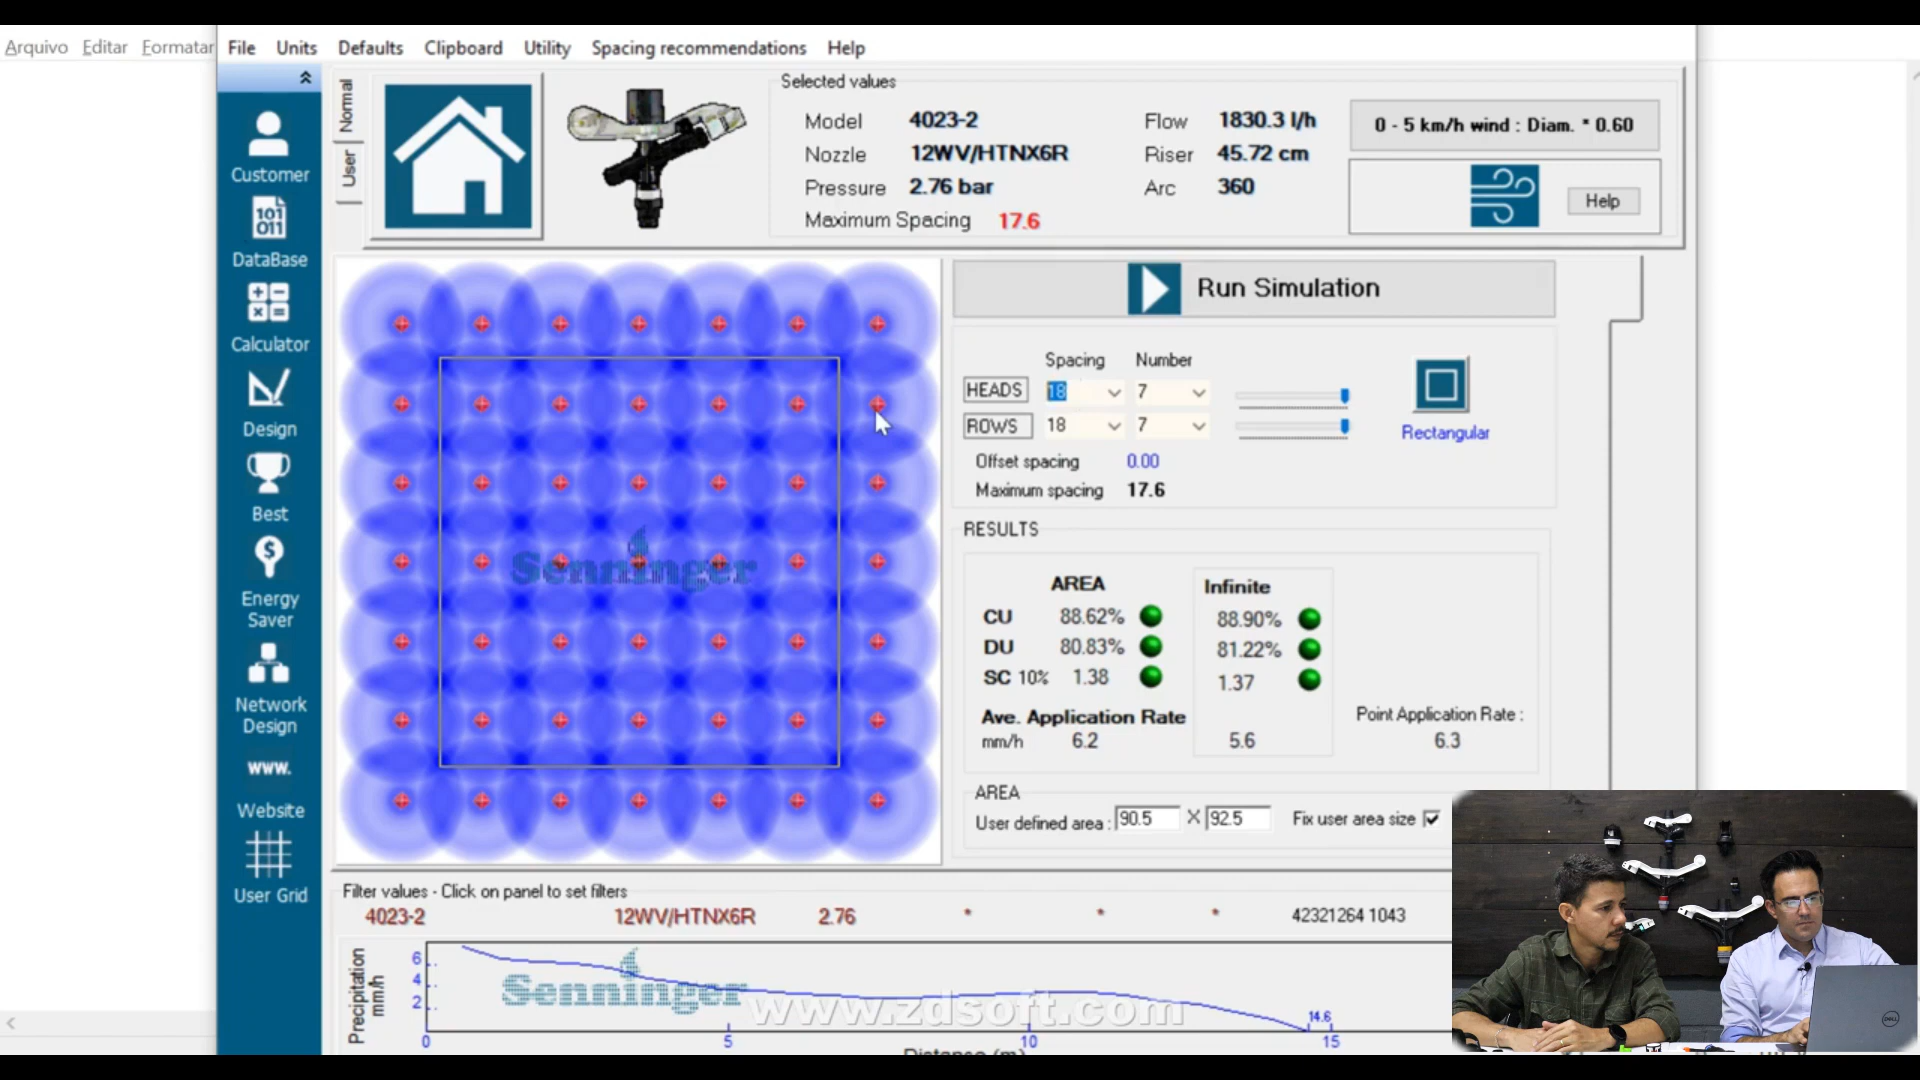 Arquivo Editar Formatar
File Units Defaults Clipboard Utility Spacing recommendations Help
Normal
User
Customer
101
011
DataBase
Calculator
Design
Best
Energy
Saver
Network
Design
www.
Website
User Grid
Selected values
Model 4023-2
Nozzle 12WV/HTNX6R
Pressure 2.76 bar
Maximum Spacing 17.6
Flow 1830.3 l/h
Riser 45.72 cm
Arc 360
0 - 5 km/h wind : Diam. * 0.60
Help
Senninger
Run Simulation
Spacing Number
HEADS 18 7
ROWS 18 7
Rectangular
Offset spacing 0.00
Maximum spacing 17.6
RESULTS
AREA Infinite
CU 88.62% 88.90%
DU 80.83% 81.22%
SC 10% 1.38 1.37
Ave. Application Rate
mm/h 6.2 5.6
Point Application Rate :
6.3
AREA
User defined area : 90.5 X 92.5 Fix user area size
Filter values - Click on panel to set filters
4023-2 12WV/HTNX6R 2.76 * * * 42321264 1043
Precipitation
mm/h
6
4
2
Senninger
www.zdsoft.com
14.6
0 5 10 15
Distance (m)
DELL